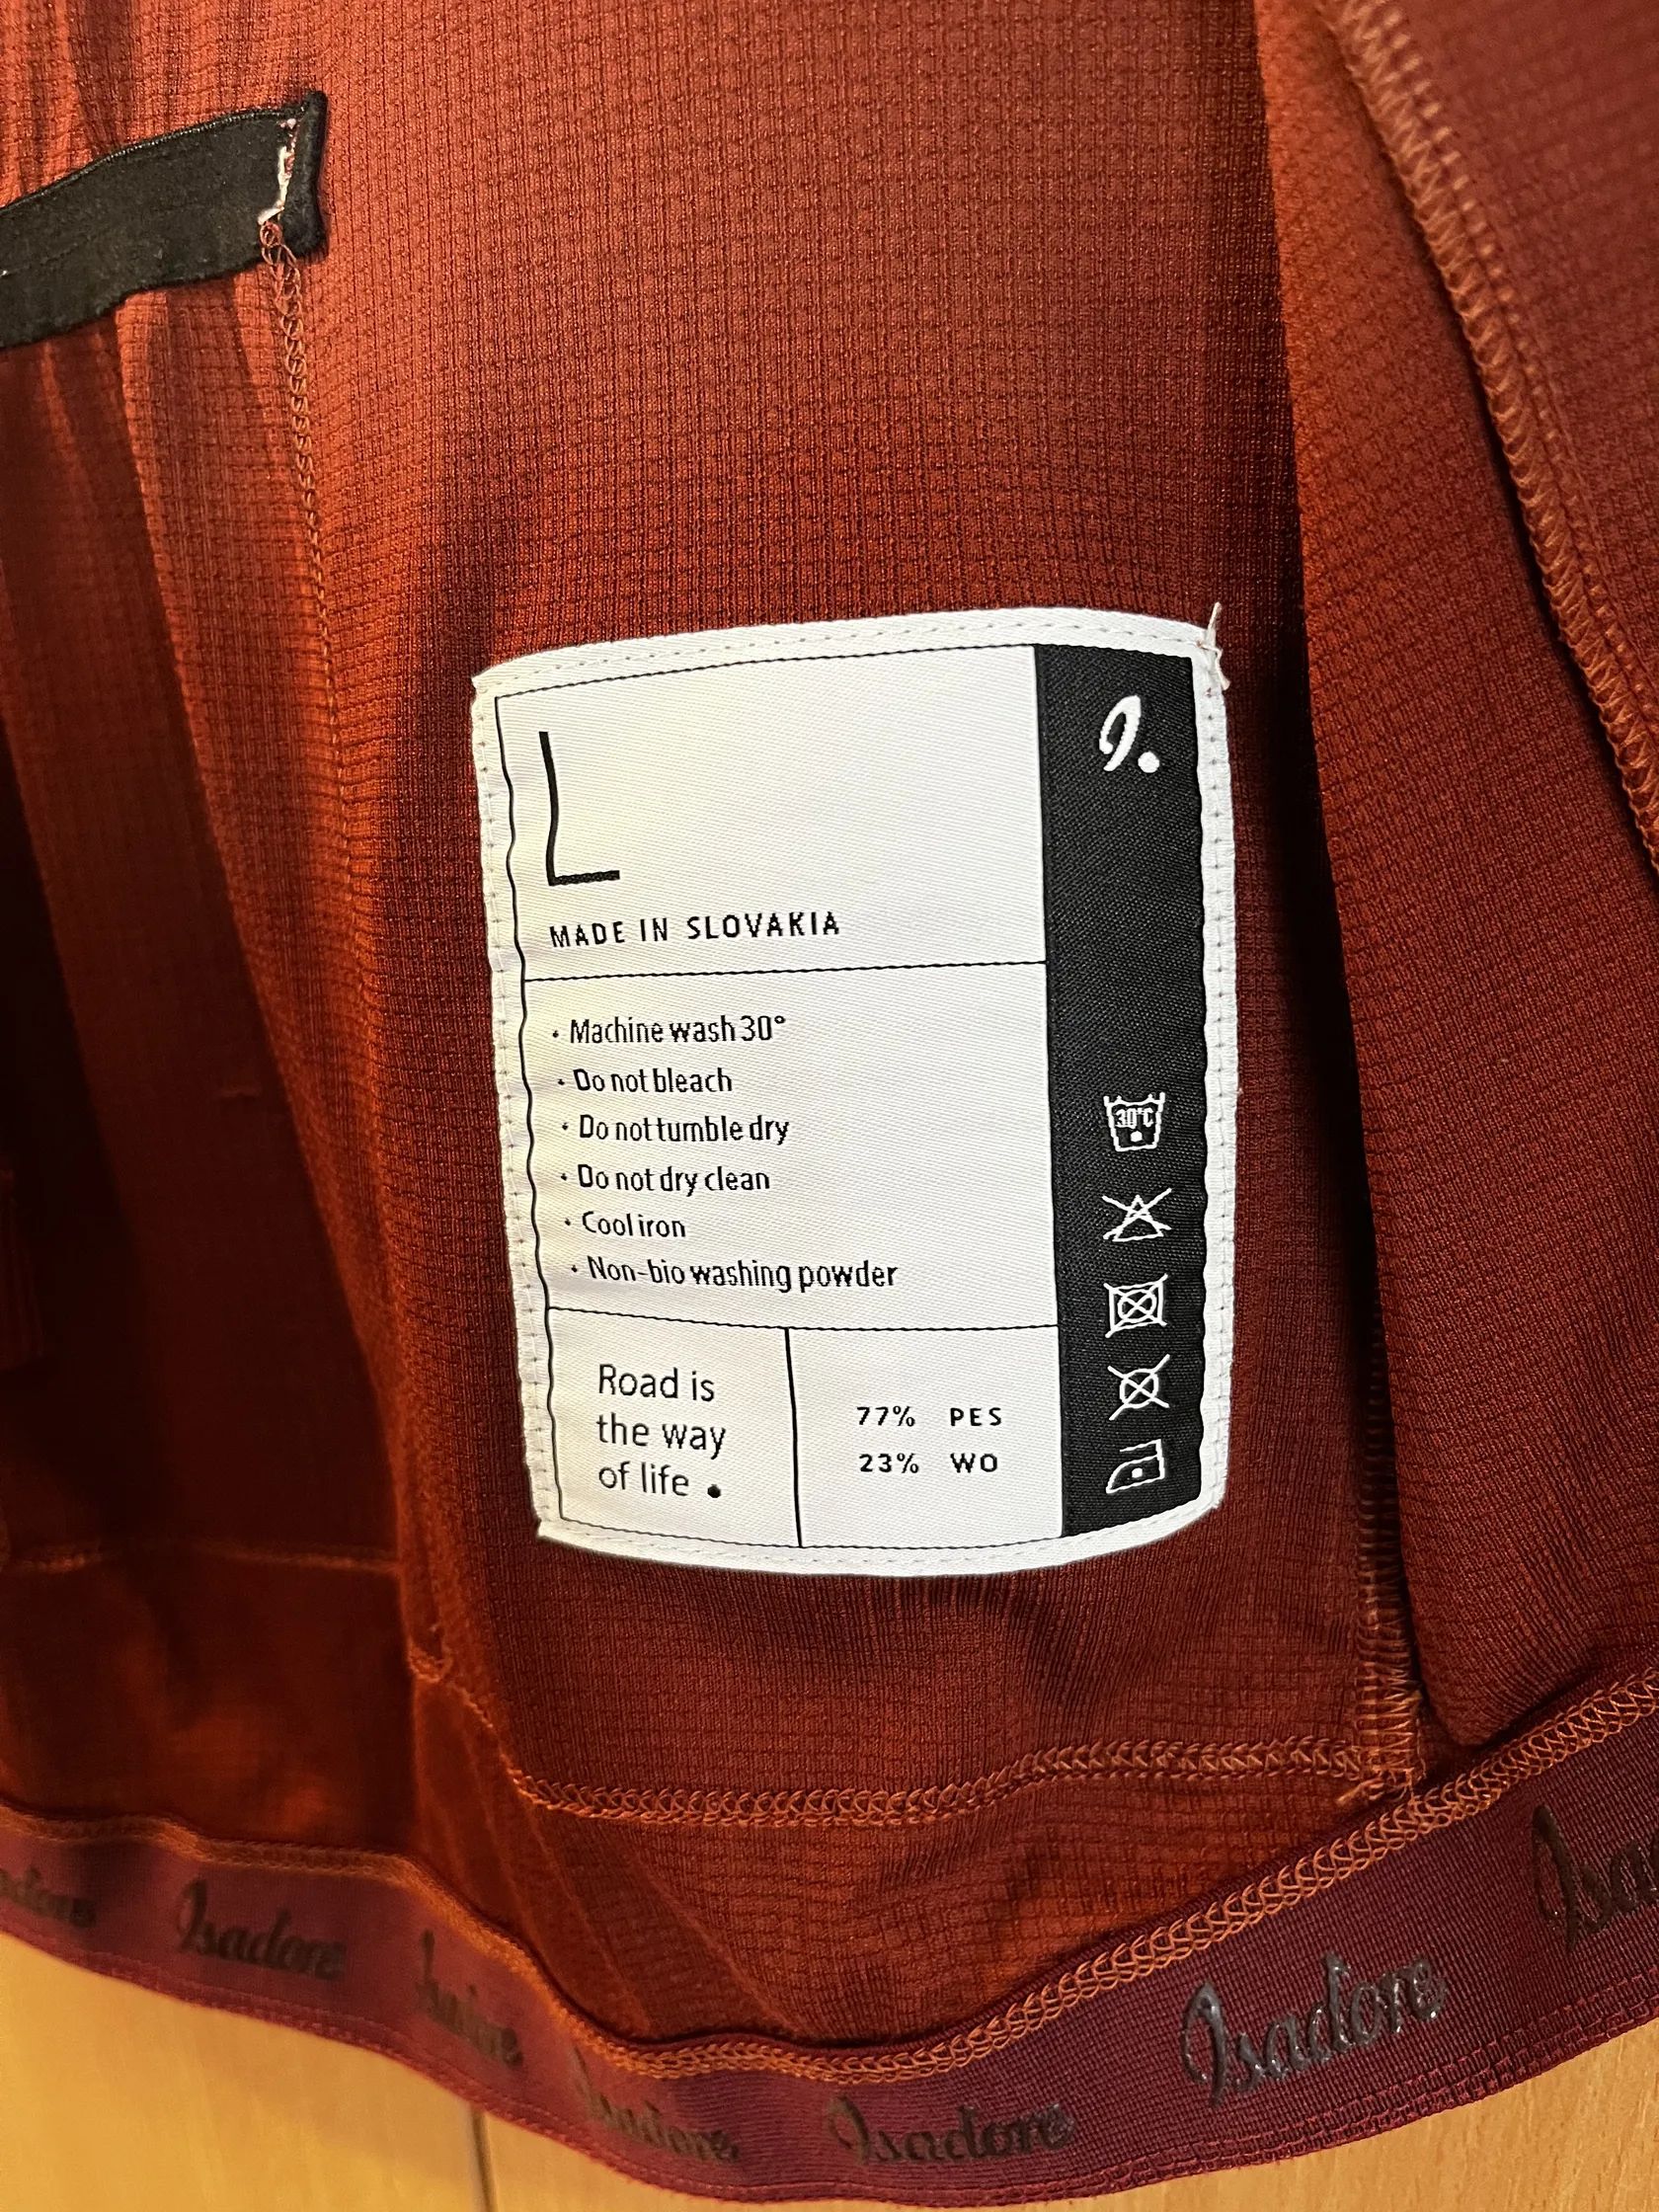 L
I.
MADE IN SLOVAKIA
• Machine wash 30°
• Do not bleach
• Do not tumble dry
• Do not dry clean
• Cool iron
• Non-bio washing powder
30°C
Road is
the way
of life •
77% PES
23% WO
Isadore
Isadore
Isadore
Isadore
Isadore